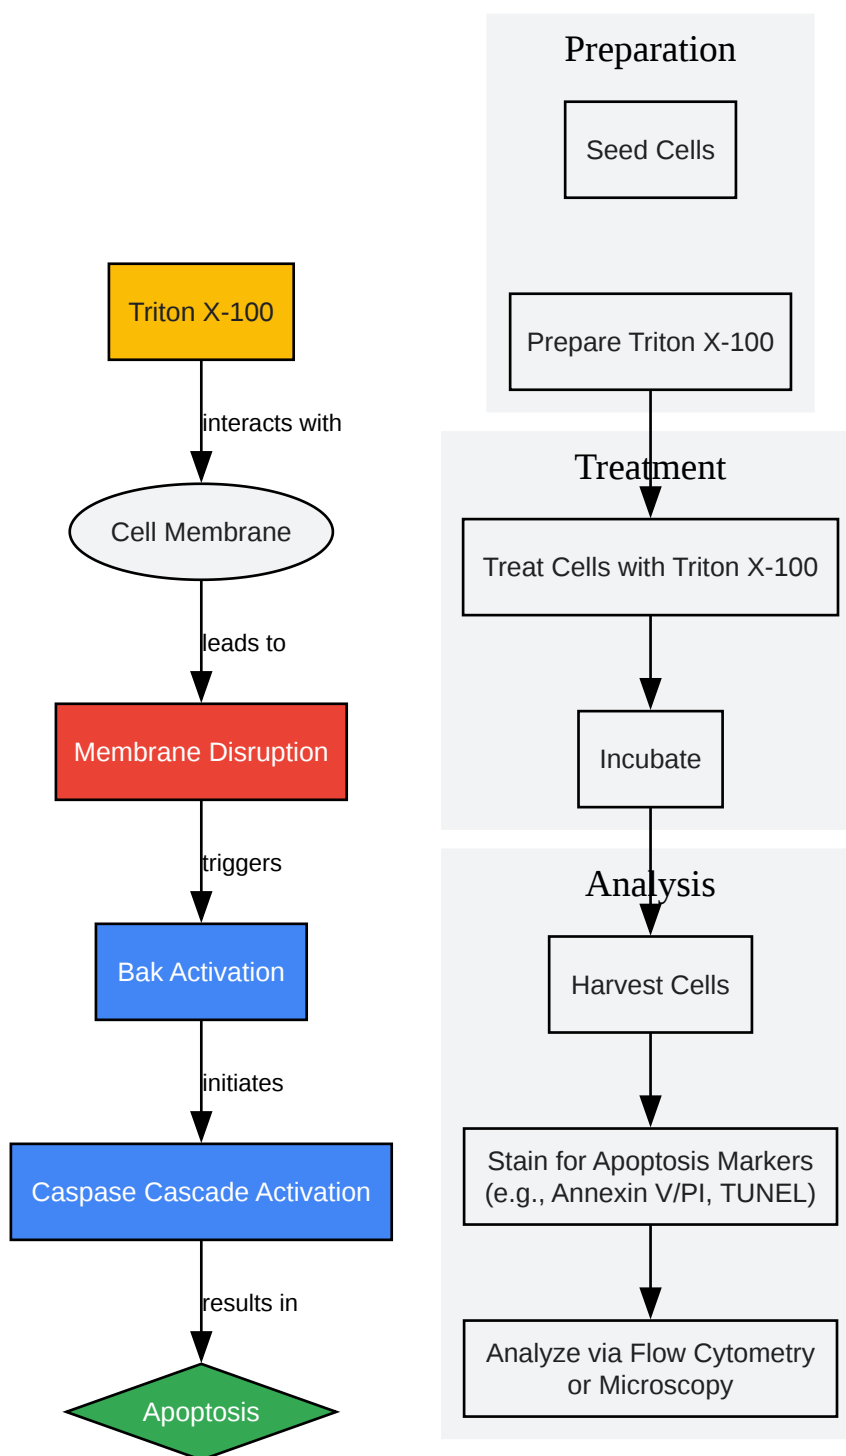 Triton X-100
interacts with
Cell Membrane
leads to
Membrane Disruption
triggers
Bak Activation
initiates
Caspase Cascade Activation
results in
Apoptosis
Preparation
Seed Cells
Prepare Triton X-100
Treatment
Treat Cells with Triton X-100
Incubate
Analysis
Harvest Cells
Stain for Apoptosis Markers
(e.g., Annexin V/PI, TUNEL)
Analyze via Flow Cytometry
or Microscopy